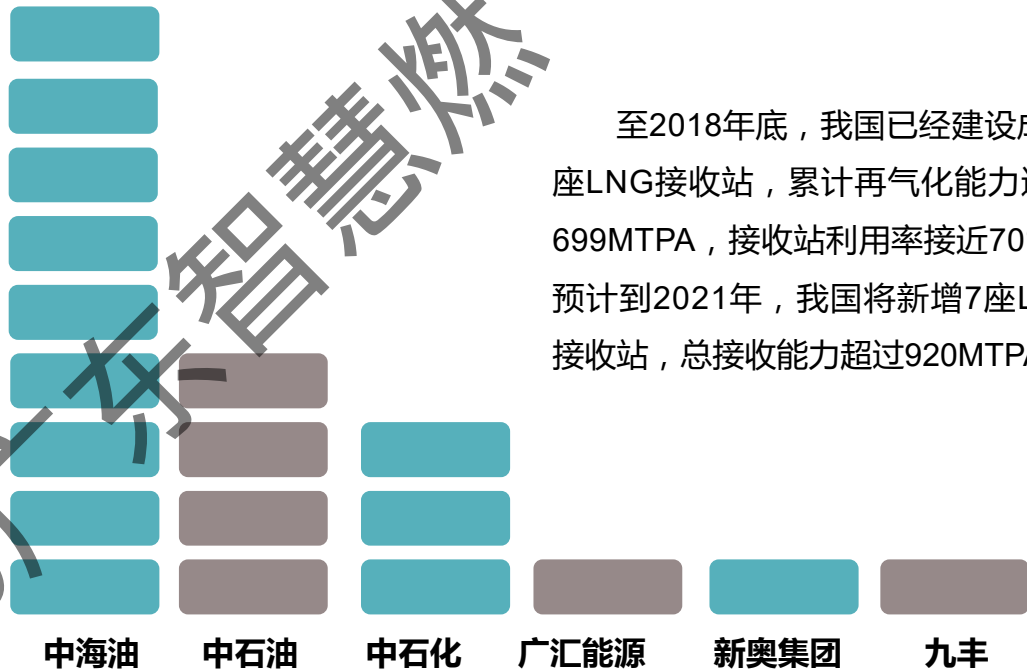 至2018年底，我国已经建设
座LNG接收站，累计再气化能力
699MTPA，接收站利用率接近70
预计到2021年，我国将新增7座L
接收站，总接收能力超过920MTPA
中海油 中石油 中石化 广汇能源 新奥集团 九丰
广东智慧燃